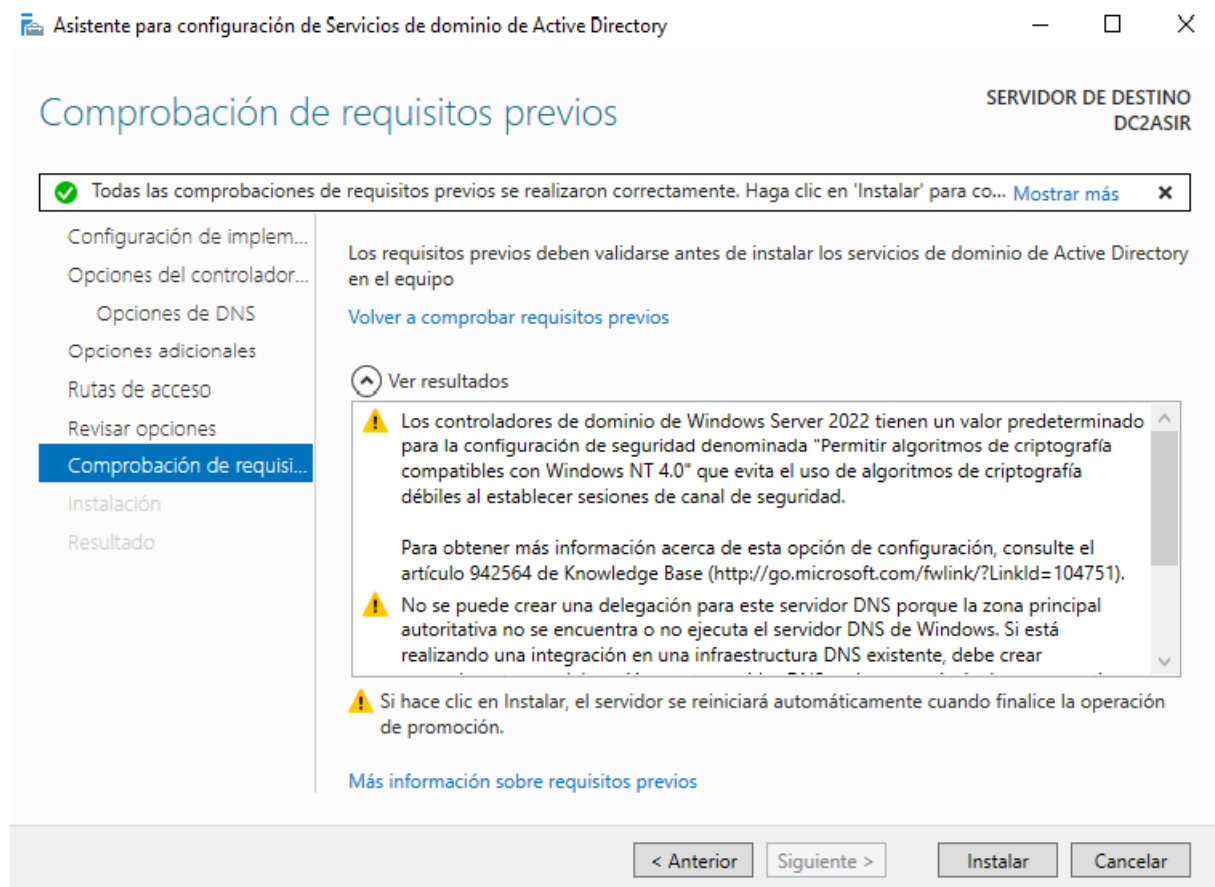 Asistente para configuración de Servicios de dominio de Active Directory
Comprobación de requisitos previos
SERVIDOR DE DESTINO
DC2ASIR
Todas las comprobaciones de requisitos previos se realizaron correctamente. Haga clic en 'Instalar' para co... Mostrar más
Configuración de implem...
Opciones del controlador...
Opciones de DNS
Opciones adicionales
Rutas de acceso
Revisar opciones
Comprobación de requisi...
Instalación
Resultado
Los requisitos previos deben validarse antes de instalar los servicios de dominio de Active Directory
en el equipo
Volver a comprobar requisitos previos
Ver resultados
Los controladores de dominio de Windows Server 2022 tienen un valor predeterminado
para la configuración de seguridad denominada "Permitir algoritmos de criptografía
compatibles con Windows NT 4.0" que evita el uso de algoritmos de criptografía
débiles al establecer sesiones de canal de seguridad.
Para obtener más información acerca de esta opción de configuración, consulte el
artículo 942564 de Knowledge Base (http://go.microsoft.com/fwlink/?LinkId=104751).
No se puede crear una delegación para este servidor DNS porque la zona principal
autoritativa no se encuentra o no ejecuta el servidor DNS de Windows. Si está
realizando una integración en una infraestructura DNS existente, debe crear
Si hace clic en Instalar, el servidor se reiniciará automáticamente cuando finalice la operación
de promoción.
Más información sobre requisitos previos
< Anterior
Siguiente >
Instalar
Cancelar